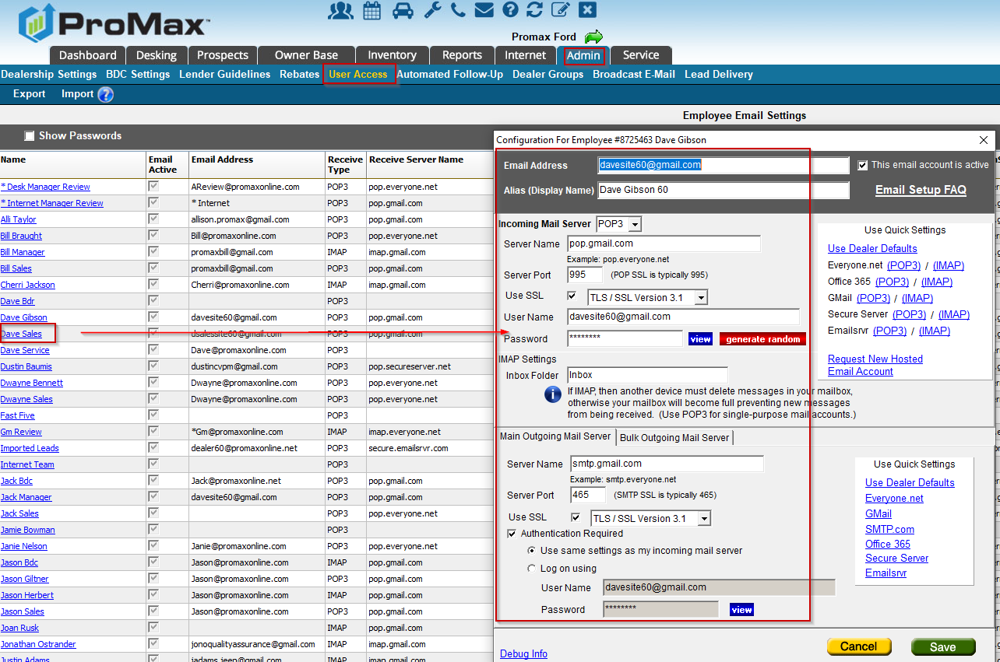 ProMax™
Promax Ford
Dashboard Desking Prospects Owner Base Inventory Reports Internet Admin Service
Dealership Settings BDC Settings Lender Guidelines Rebates User Access Automated Follow-Up Dealer Groups Broadcast E-Mail Lead Delivery
Export Import ?
Employee Email Settings
Show Passwords
Name Email Active Email Address Receive Type Receive Server Name
* Desk Manager Review AReview@promaxonline.com POP3 pop.everyone.net
* Internet Manager Review * Internet POP3 pop.gmail.com
Alli Taylor allison.promax@gmail.com POP3 pop.gmail.com
Bill Braught Bill@promaxonline.com POP3 pop.everyone.net
Bill Manager promaxbill@gmail.com IMAP imap.gmail.com
Bill Sales promaxbill@gmail.com IMAP imap.gmail.com
Cherri Jackson Cherri@promaxonline.com IMAP imap.gmail.com
Dave Bdr POP3
Dave Gibson davesite60@gmail.com POP3 pop.gmail.com
Dave Sales dsalessite60@gmail.com POP3 pop.gmail.com
Dave Service Dave@promaxonline.com POP3
Dustin Baumis dustincvpm@gmail.com POP3 pop.secureserver.net
Dwayne Bennett Dwayne@promaxonline.com POP3 pop.everyone.net
Dwayne Sales Dwayne@promaxonline.com POP3 pop.everyone.net
Fast Five POP3
Gm Review *Gm@promaxonline.com IMAP imap.everyone.net
Imported Leads dealer60@promaxonline.net POP3 secure.emailsrvr.com
Internet Team POP3
Jack Bdc Jack@promaxonline.net POP3 pop.gmail.com
Jack Manager davesite60@gmail.com POP3 pop.gmail.com
Jack Sales POP3 pop.everyone.net
Jamie Bowman POP3
Janie Nelson Janie@promaxonline.com POP3 pop.everyone.net
Jason Bdc Jason@promaxonline.com IMAP pop.gmail.com
Jason Giltner Jason@promaxonline.com IMAP pop.gmail.com
Jason Herbert Jason@promaxonline.com IMAP pop.gmail.com
Jason Sales Jason@promaxonline.com POP3 pop.gmail.com
Joan Rusk IMAP pop.gmail.com
Jonathan Ostrander jonoqualityassurance@gmail.com IMAP imap.gmail.com
Justin Adams jadams.jeep@gmail.com IMAP imap.gmail.com
Configuration For Employee #8725463 Dave Gibson
Email Address davesite60@gmail.com This email account is active
Alias (Display Name) Dave Gibson 60 Email Setup FAQ
Incoming Mail Server POP3
Server Name pop.gmail.com
Example: pop.everyone.net
Server Port 995 (POP SSL is typically 995)
Use SSL TLS / SSL Version 3.1
User Name davesite60@gmail.com
Password ******** view generate random
IMAP Settings
Inbox Folder Inbox
If IMAP, then another device must delete messages in your mailbox,
otherwise your mailbox will become full preventing new messages
from being received. (Use POP3 for single-purpose mail accounts.)
Use Quick Settings
Use Dealer Defaults
Everyone.net (POP3) / (IMAP)
Office 365 (POP3) / (IMAP)
GMail (POP3) / (IMAP)
Secure Server (POP3) / (IMAP)
Emailsrvr (POP3) / (IMAP)
Request New Hosted
Email Account
Main Outgoing Mail Server Bulk Outgoing Mail Server
Server Name smtp.gmail.com
Example: smtp.everyone.net
Server Port 465 (SMTP SSL is typically 465)
Use SSL TLS / SSL Version 3.1
Authentication Required
Use same settings as my incoming mail server
Log on using
User Name davesite60@gmail.com
Password ******** view
Use Quick Settings
Use Dealer Defaults
Everyone.net
GMail
SMTP.com
Office 365
Secure Server
Emailsrvr
Debug Info Cancel Save